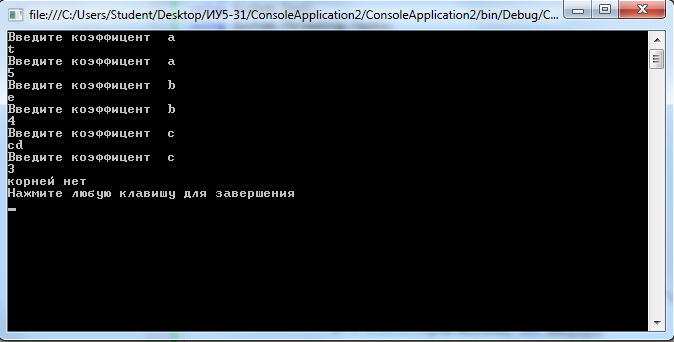 file:///C:/Users/Student/Desktop/ИУ5-31/ConsoleApplication2/ConsoleApplication2/bin/Debug/C...
Введите коэффицент  a
t
Введите коэффицент  a
5
Введите коэффицент  b
e
Введите коэффицент  b
4
Введите коэффицент  c
cd
Введите коэффицент  c
3
корней нет
Нажмите любую клавишу для завершения